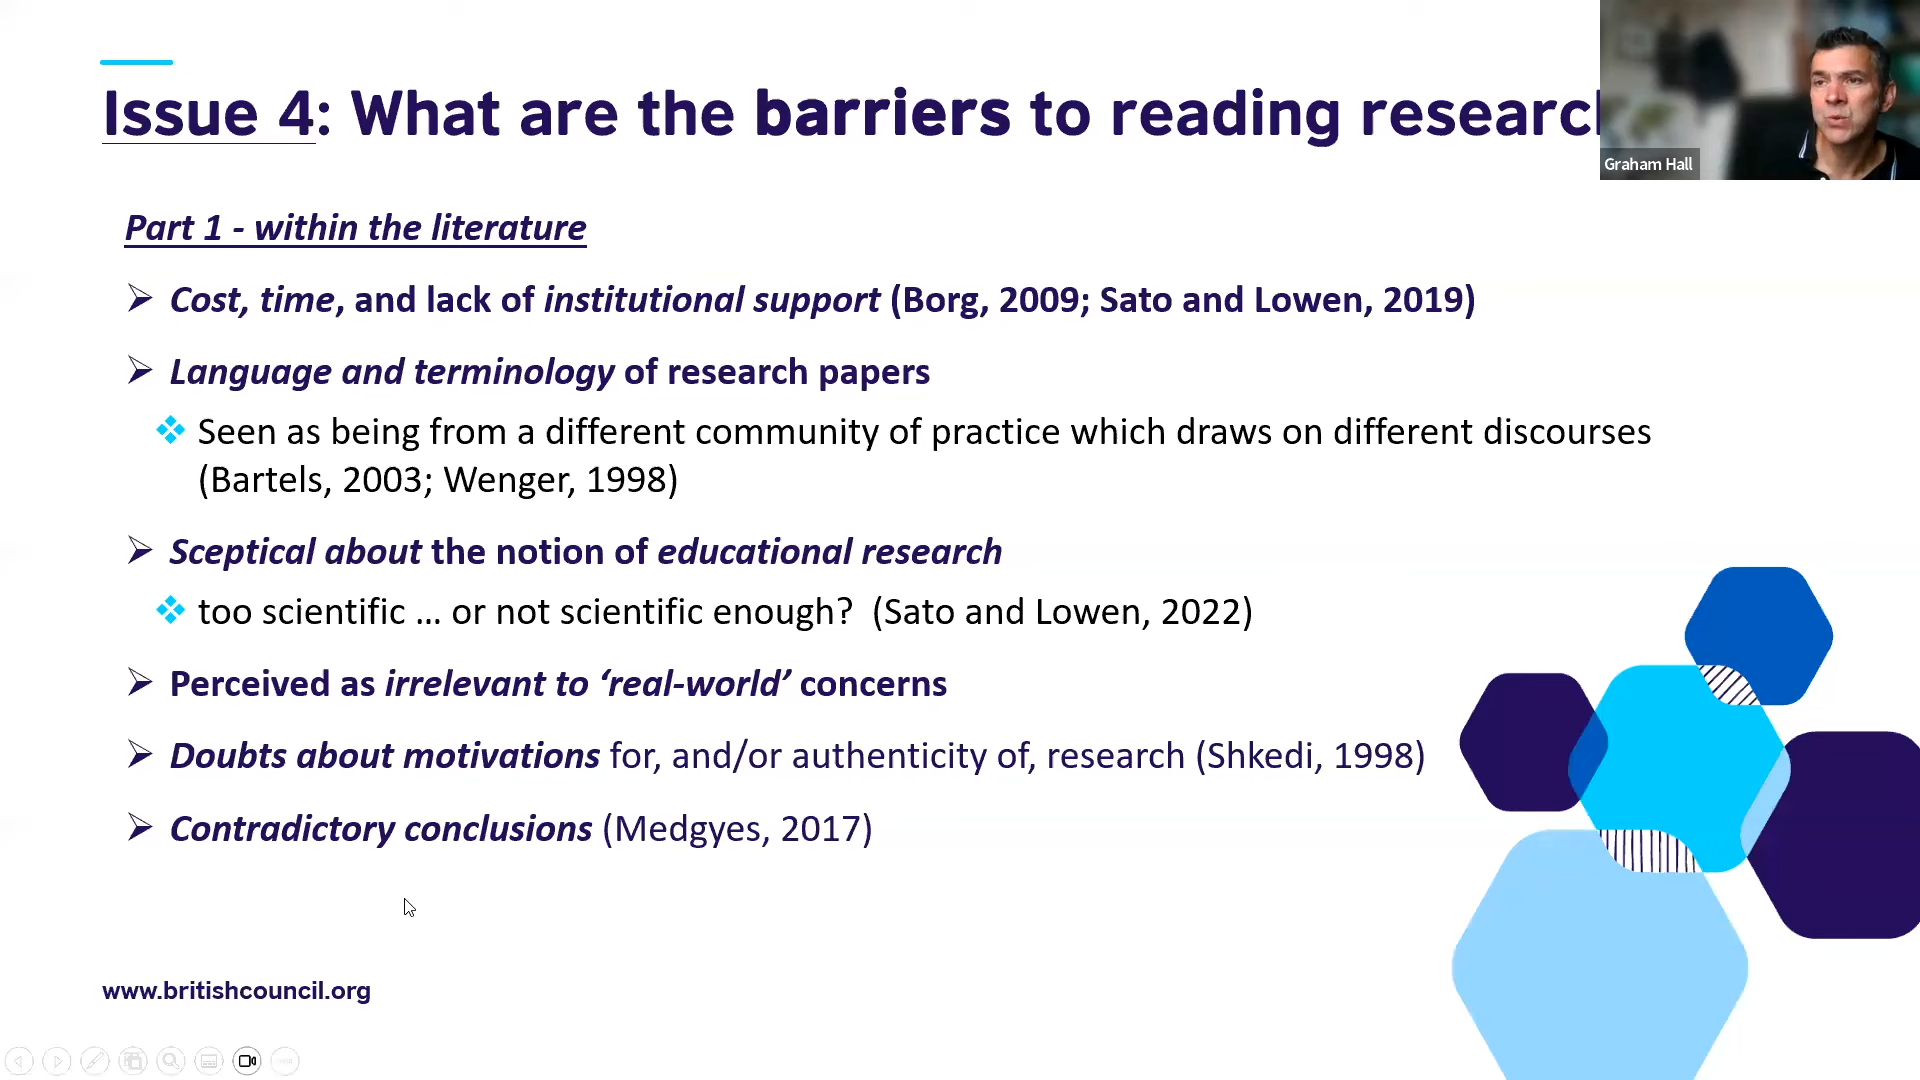 Issue 4: What are the barriers to reading researc
Graham Hall
Part 1 - within the literature
Cost, time, and lack of institutional support (Borg, 2009; Sato and Lowen, 2019)
Language and terminology of research papers
Seen as being from a different community of practice which draws on different discourses
(Bartels, 2003; Wenger, 1998)
Sceptical about the notion of educational research
too scientific … or not scientific enough? (Sato and Lowen, 2022)
Perceived as irrelevant to ‘real-world’ concerns
Doubts about motivations for, and/or authenticity of, research (Shkedi, 1998)
Contradictory conclusions (Medgyes, 2017)
www.britishcouncil.org